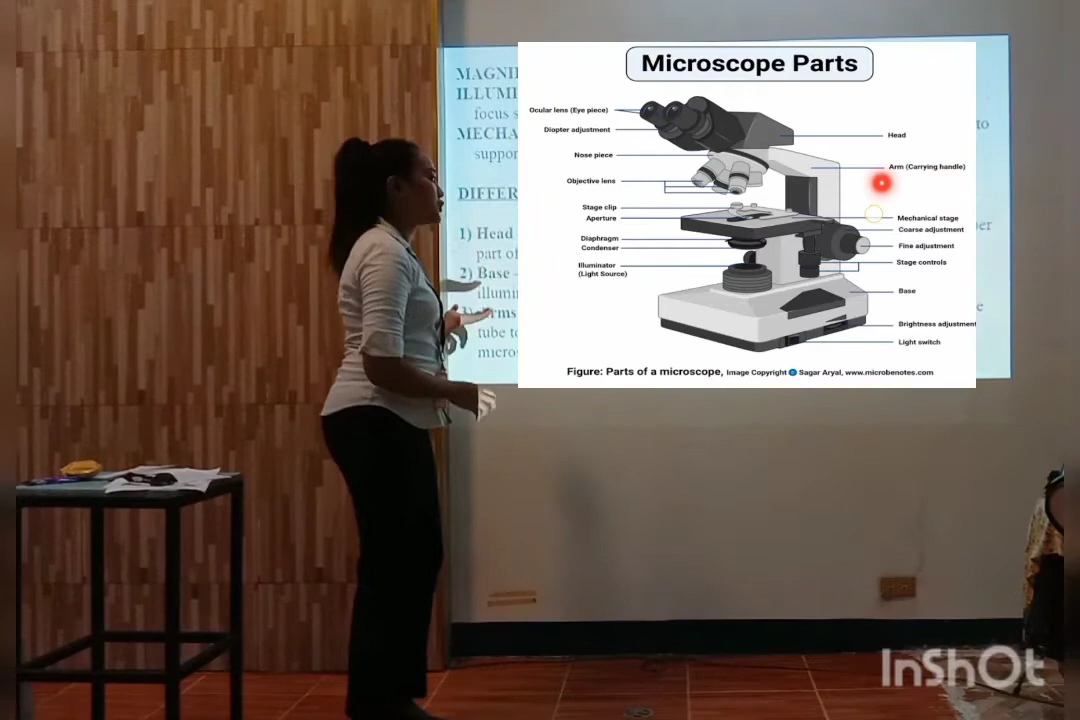 MAGNI
ILLUMI
focus s
MECHA
suppor
to
DIFFER
1) Head
part of
2) Base –
illumin
tube to
micros
Microscope Parts
Ocular lens (Eye piece)
Diopter adjustment
Nose piece
Objective lens
Stage clip
Aperture
Diaphragm
Condenser
Illuminator
(Light Source)
Head
Arm (Carrying handle)
Mechanical stage
Coarse adjustment
Fine adjustment
Stage controls
Base
Brightness adjustment
Light switch
Figure: Parts of a microscope, Image Copyright Sagar Aryal, www.microbenotes.com
InShOt